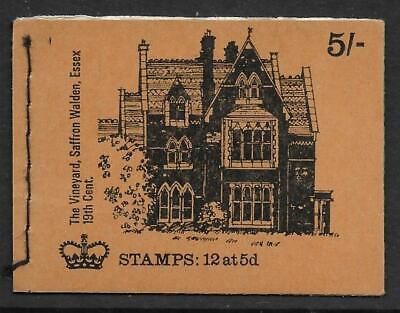 5/-
The Vineyard, Saffron Walden, Essex
19th Cent.
STAMPS: 12 at 5d